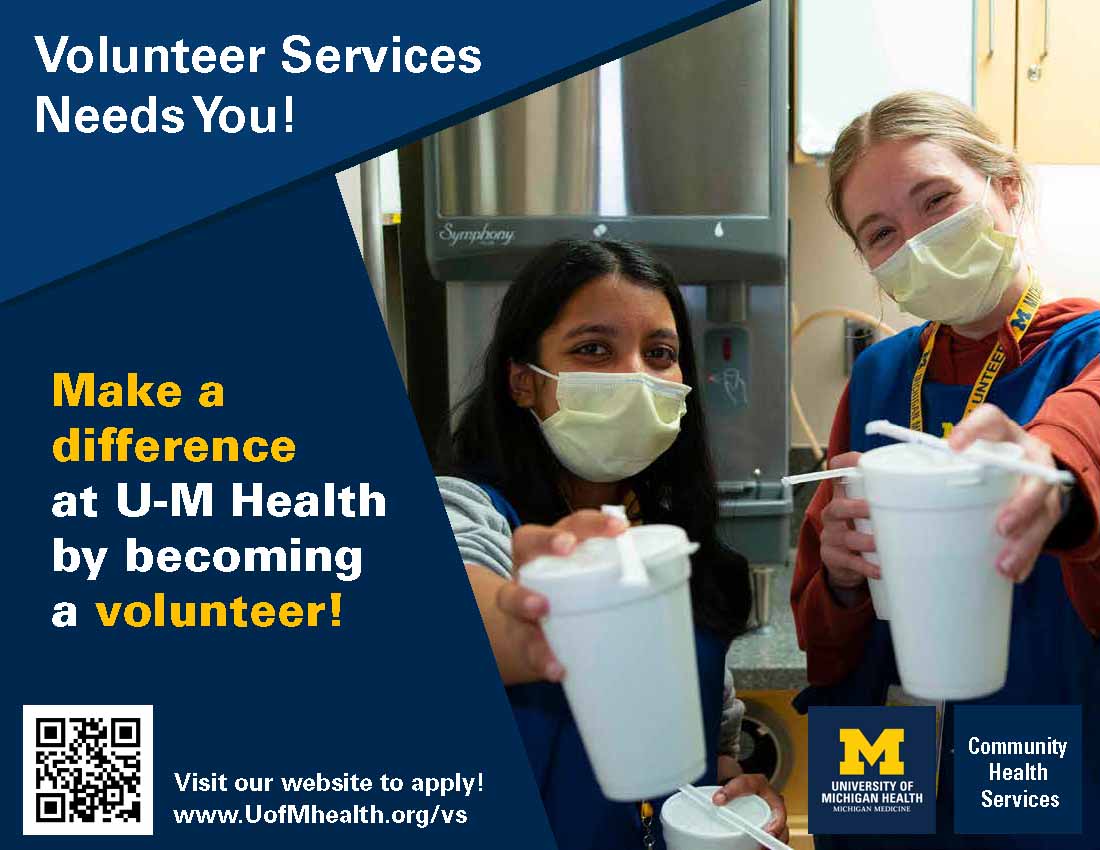 Volunteer Services
Needs You!
Symphony
Make a
difference
at U-M Health
by becoming
a volunteer!
Visit our website to apply!
www.UofMhealth.org/vs
VOLUNTEER
M
UNIVERSITY OF
MICHIGAN HEALTH
MICHIGAN MEDICINE
Community
Health
Services